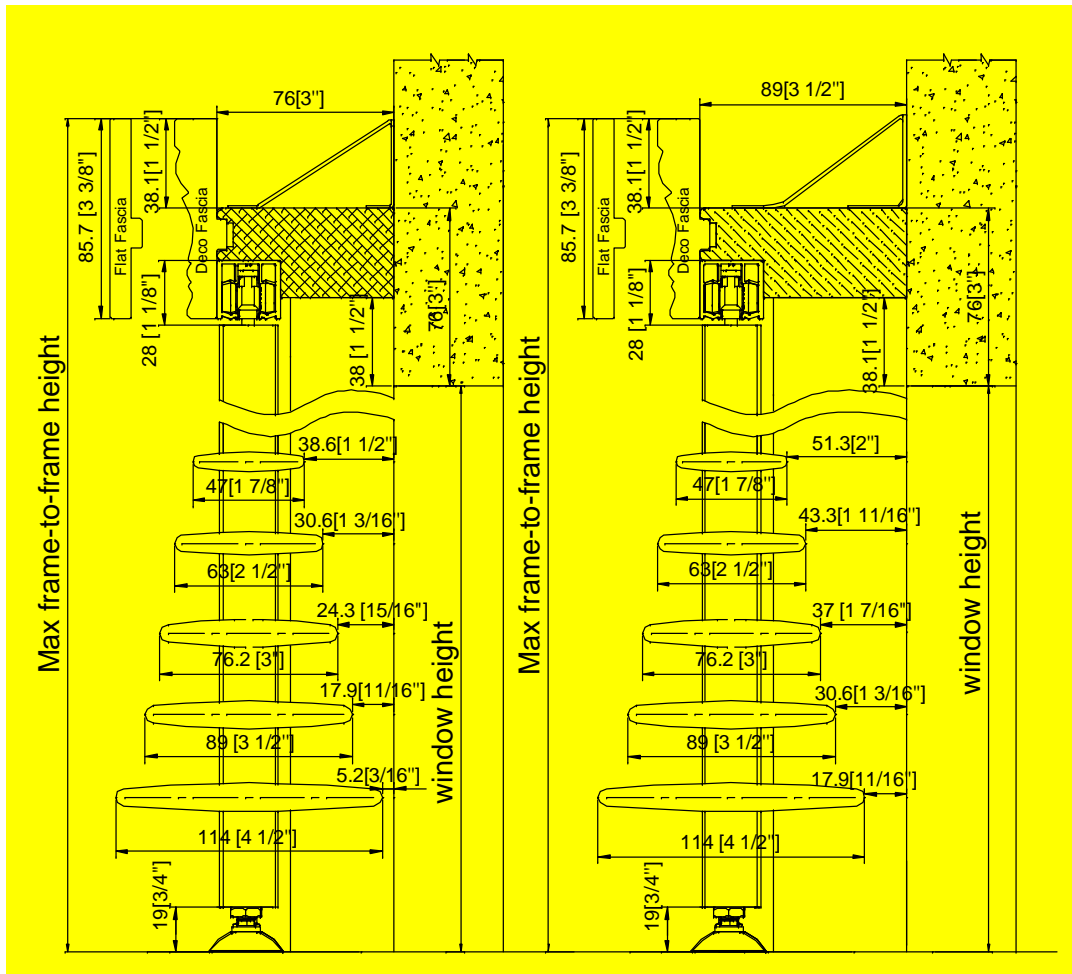 76[3"]
38.1[1 1/2"]
85.7 [3 3/8"]
Flat Fascia
Deco Fascia
28 [1 1/8"]
76[3"]
38 [1 1/2"]
Max frame-to-frame height
38.6[1 1/2"]
47[1 7/8"]
30.6[1 3/16"]
63[2 1/2"]
24.3 [15/16"]
76.2 [3"]
17.9[11/16"]
89 [3 1/2"]
5.2[3/16"]
window height
114 [4 1/2"]
19[3/4"]
89[3 1/2"]
38.1[1 1/2"]
85.7 [3 3/8"]
Flat Fascia
Deco Fascia
28 [1 1/8"]
76[3"]
38.1[1 1/2"]
Max frame-to-frame height
51.3[2"]
47[1 7/8"]
43.3[1 11/16"]
63[2 1/2"]
37 [1 7/16"]
76.2 [3"]
30.6[1 3/16"]
89 [3 1/2"]
17.9[11/16"]
window height
114 [4 1/2"]
19[3/4"]